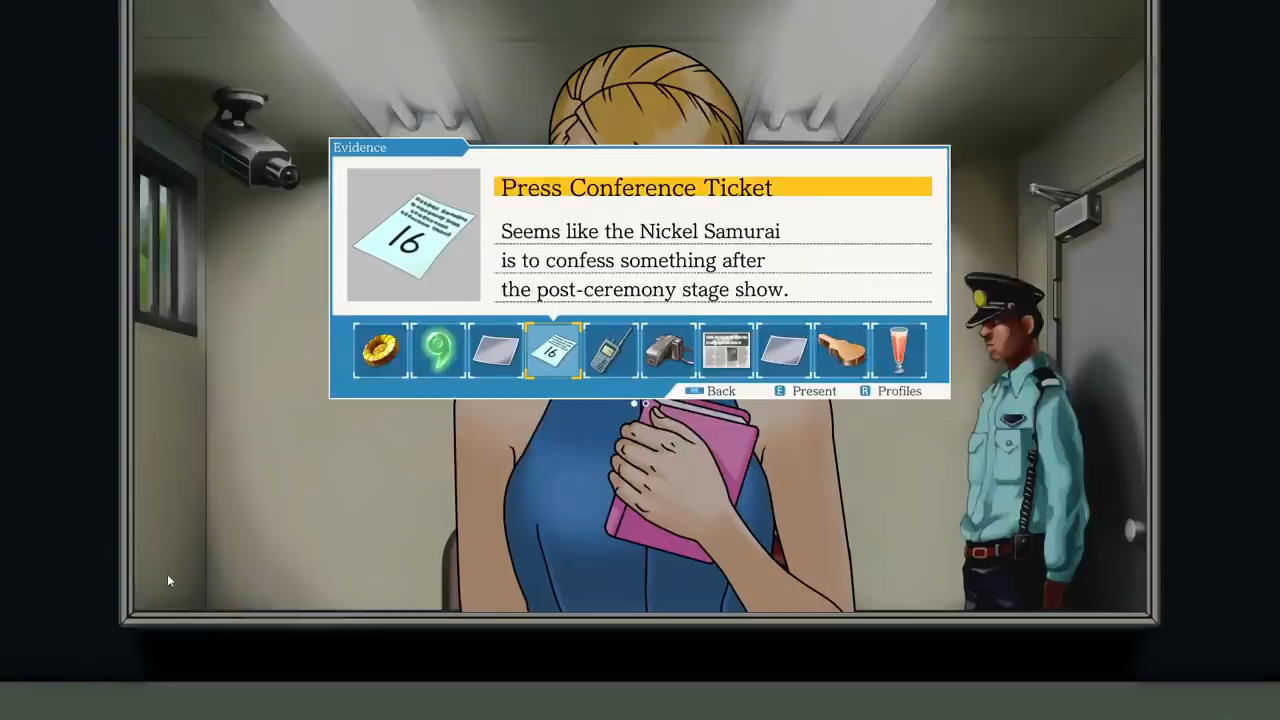 Evidence
Press Conference Ticket
Seems like the Nickel Samurai
is to confess something after
the post-ceremony stage show.
16
16
Back
E Present
R Profiles